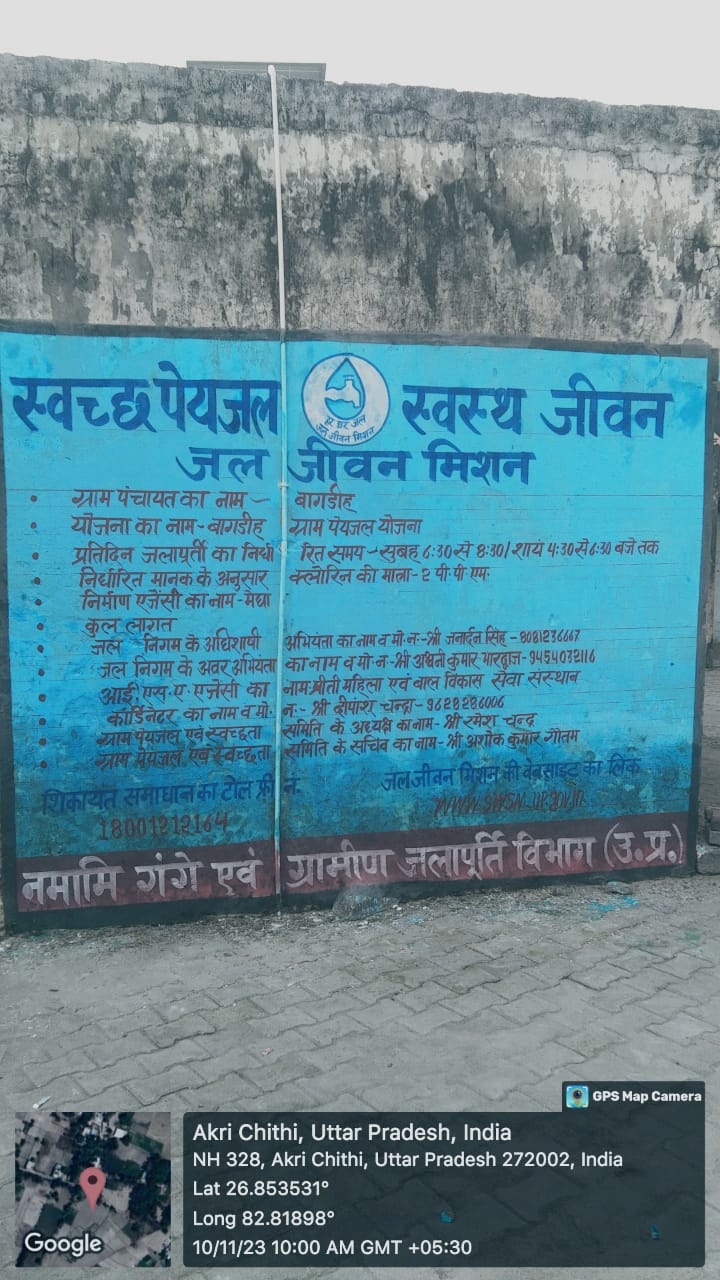 स्वच्छ पेयजल स्वस्थ जीवन
हर घर जल
जल जीवन मिशन
जल जीवन मिशन
• ग्राम पंचायत का नाम - बागडीह
• योजना का नाम - बागडीह ग्राम पेयजल योजना
• प्रतिदिन जलापूर्ती का निर्धारित समय - सुबह 6:30 से 8:30/ शायं 4:30 से 6:30 बजे तक
• निर्धारित मानक के अनुसार क्लोरिन की मात्रा - 2 पी.पी.एम.
• निर्माण एजेंसी का नाम - मेघा
• कुल लागत
• जल निगम के अधिशाषी अभियंता का नाम व मो. न:- श्री जनार्दन सिंह - 8081236667
• जल निगम के अवर अभियंता का नाम व मो. न - श्री अश्वनी कुमार भारद्वाज - 9454032116
• आई. एस. ए. एजेंसी का नाम प्रीती महिला एवं बाल विकास सेवा संस्थान
• कोर्डिनेटर का नाम व मो. न:- श्री दीपांशु चन्द्रा - 9628286006
• ग्राम पेयजल एवं स्वच्छता समिति के अध्यक्ष का नाम - श्री रमेश चन्द्र
• ग्राम पेयजल एवं स्वच्छता समिति के सचिव का नाम - श्री अशोक कुमार गौतम
शिकायत समाधान का टोल फ्री न. जल जीवन मिशन की वेबसाइट का लिंक
18001212164 www.swsm.up.gov.in
नमामि गंगे एवं ग्रामीण जलापूर्ति विभाग (उ.प्र.)
GPS Map Camera
Akri Chithi, Uttar Pradesh, India
NH 328, Akri Chithi, Uttar Pradesh 272002, India
Lat 26.853531°
Long 82.81898°
10/11/23 10:00 AM GMT +05:30
Google